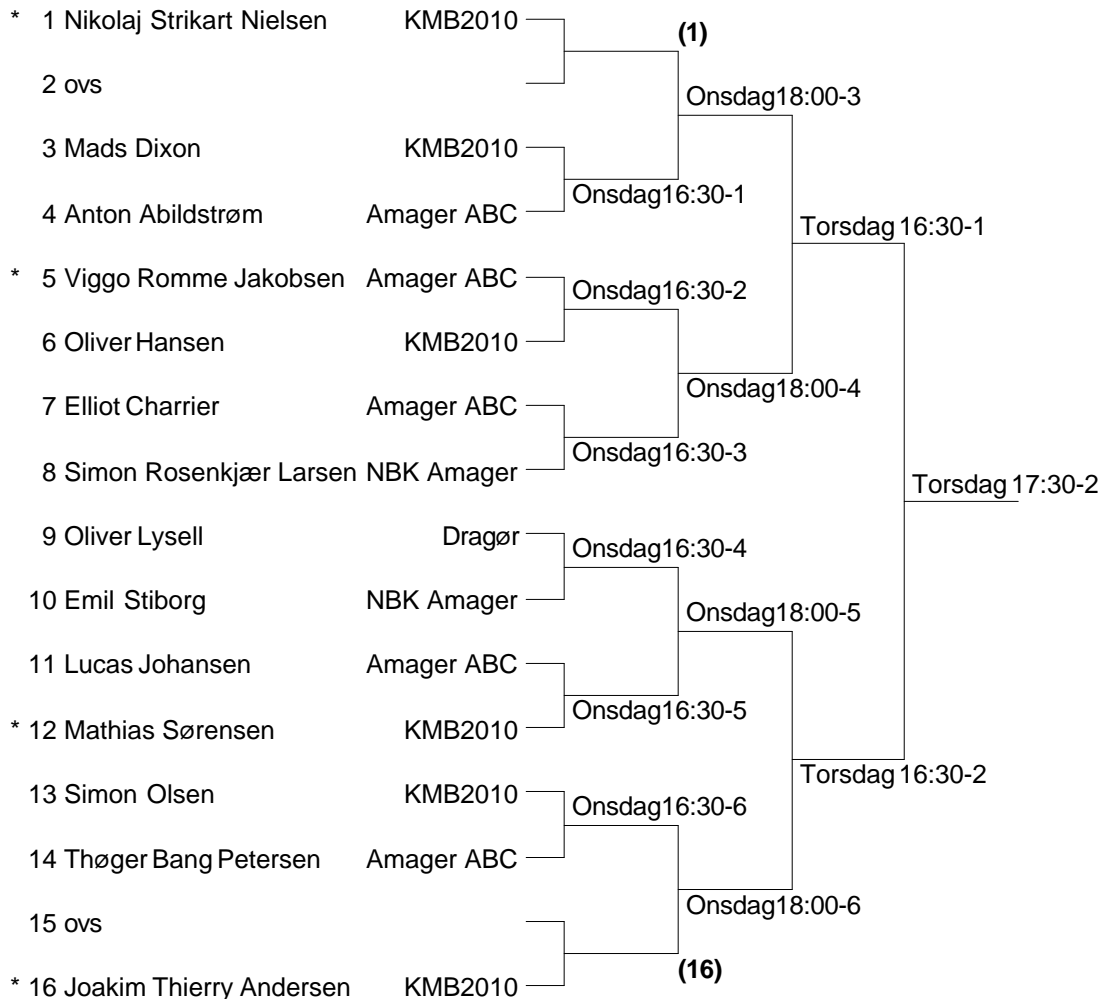 * 1 Nikolaj Strikart Nielsen KMB2010
(1)
2 ovs
Onsdag18:00-3
3 Mads Dixon KMB2010
Onsdag16:30-1
4 Anton Abildstrøm Amager ABC
Torsdag 16:30-1
* 5 Viggo Romme Jakobsen Amager ABC
Onsdag16:30-2
6 Oliver Hansen KMB2010
Onsdag18:00-4
7 Elliot Charrier Amager ABC
Onsdag16:30-3
8 Simon Rosenkjær Larsen NBK Amager
Torsdag 17:30-2
9 Oliver Lysell Dragør
Onsdag16:30-4
10 Emil Stiborg NBK Amager
Onsdag18:00-5
11 Lucas Johansen Amager ABC
Onsdag16:30-5
* 12 Mathias Sørensen KMB2010
Torsdag 16:30-2
13 Simon Olsen KMB2010
Onsdag16:30-6
14 Thøger Bang Petersen Amager ABC
Onsdag18:00-6
15 ovs
(16)
* 16 Joakim Thierry Andersen KMB2010